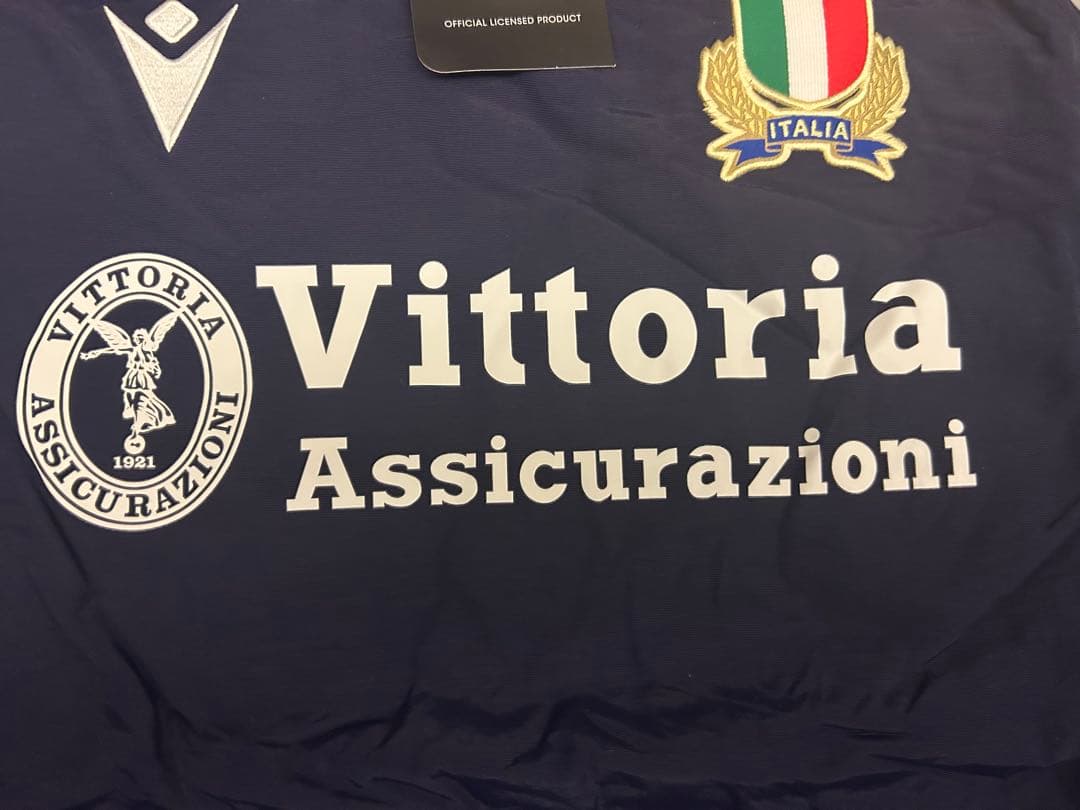 OFFICIAL LICENSED PRODUCT
ITALIA
VITTORIA
ASSICURAZIONI
1921
Vittoria
Assicurazioni